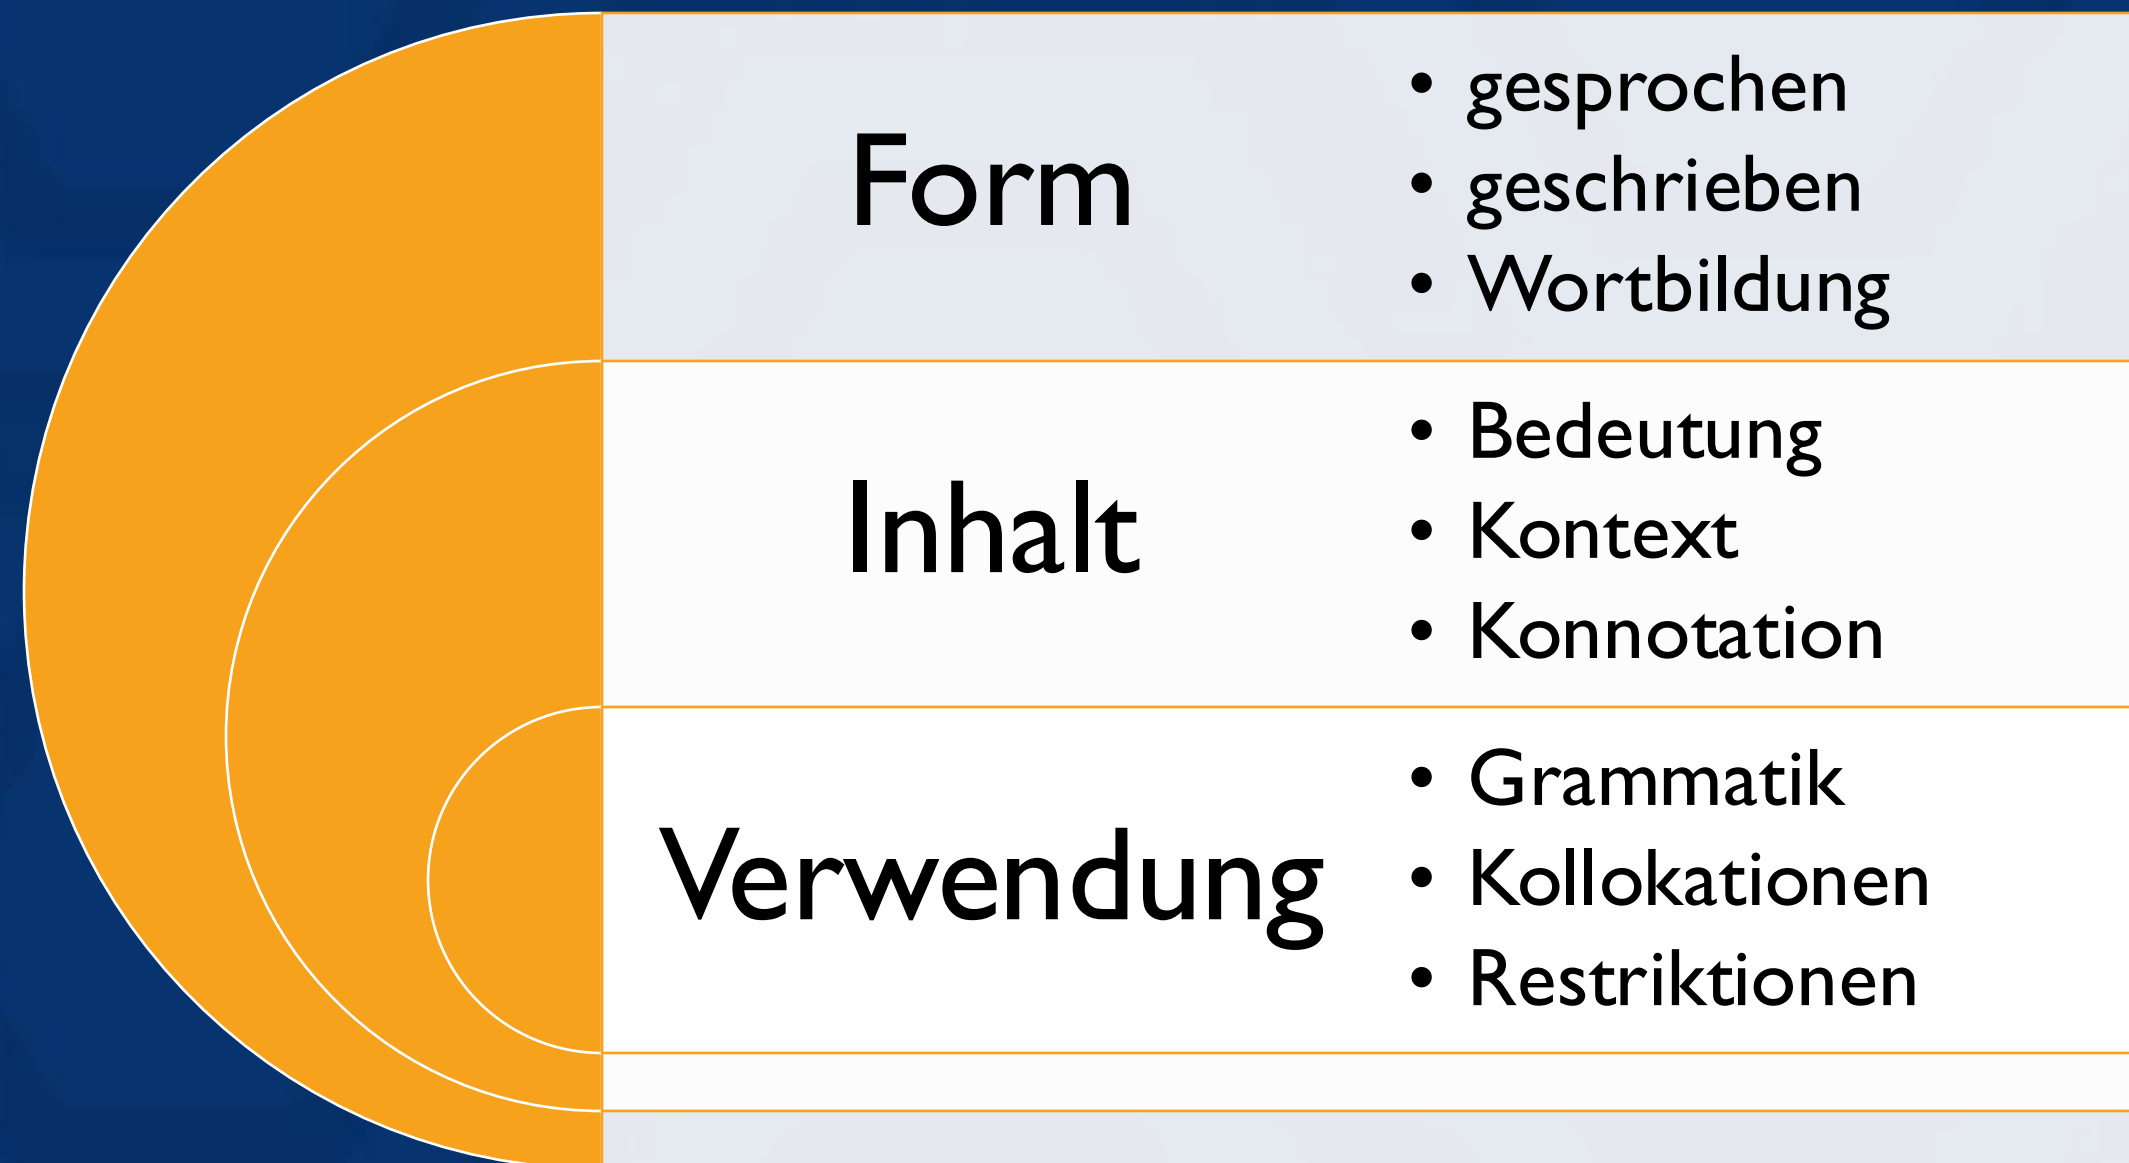 Form
• gesprochen
• geschrieben
• Wortbildung
Inhalt
• Bedeutung
• Kontext
• Konnotation
Verwendung
• Grammatik
• Kollokationen
• Restriktionen